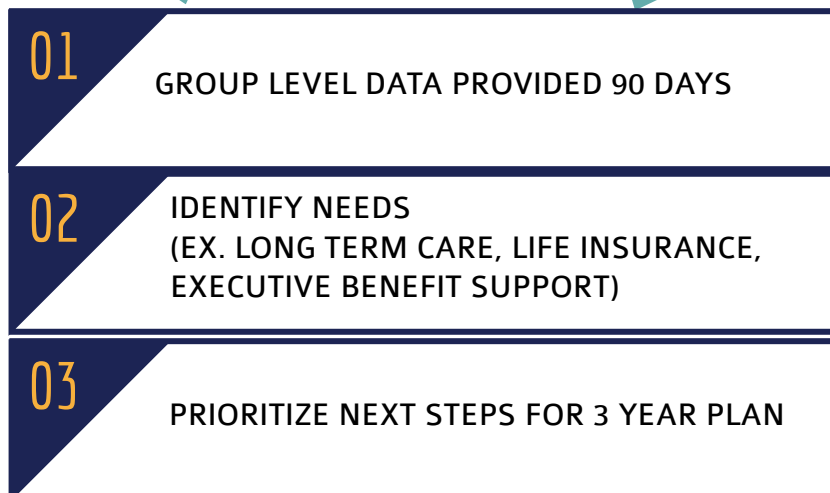 01
GROUP LEVEL DATA PROVIDED 90 DAYS
02
IDENTIFY NEEDS
(EX. LONG TERM CARE, LIFE INSURANCE,
EXECUTIVE BENEFIT SUPPORT)
03
PRIORITIZE NEXT STEPS FOR 3 YEAR PLAN